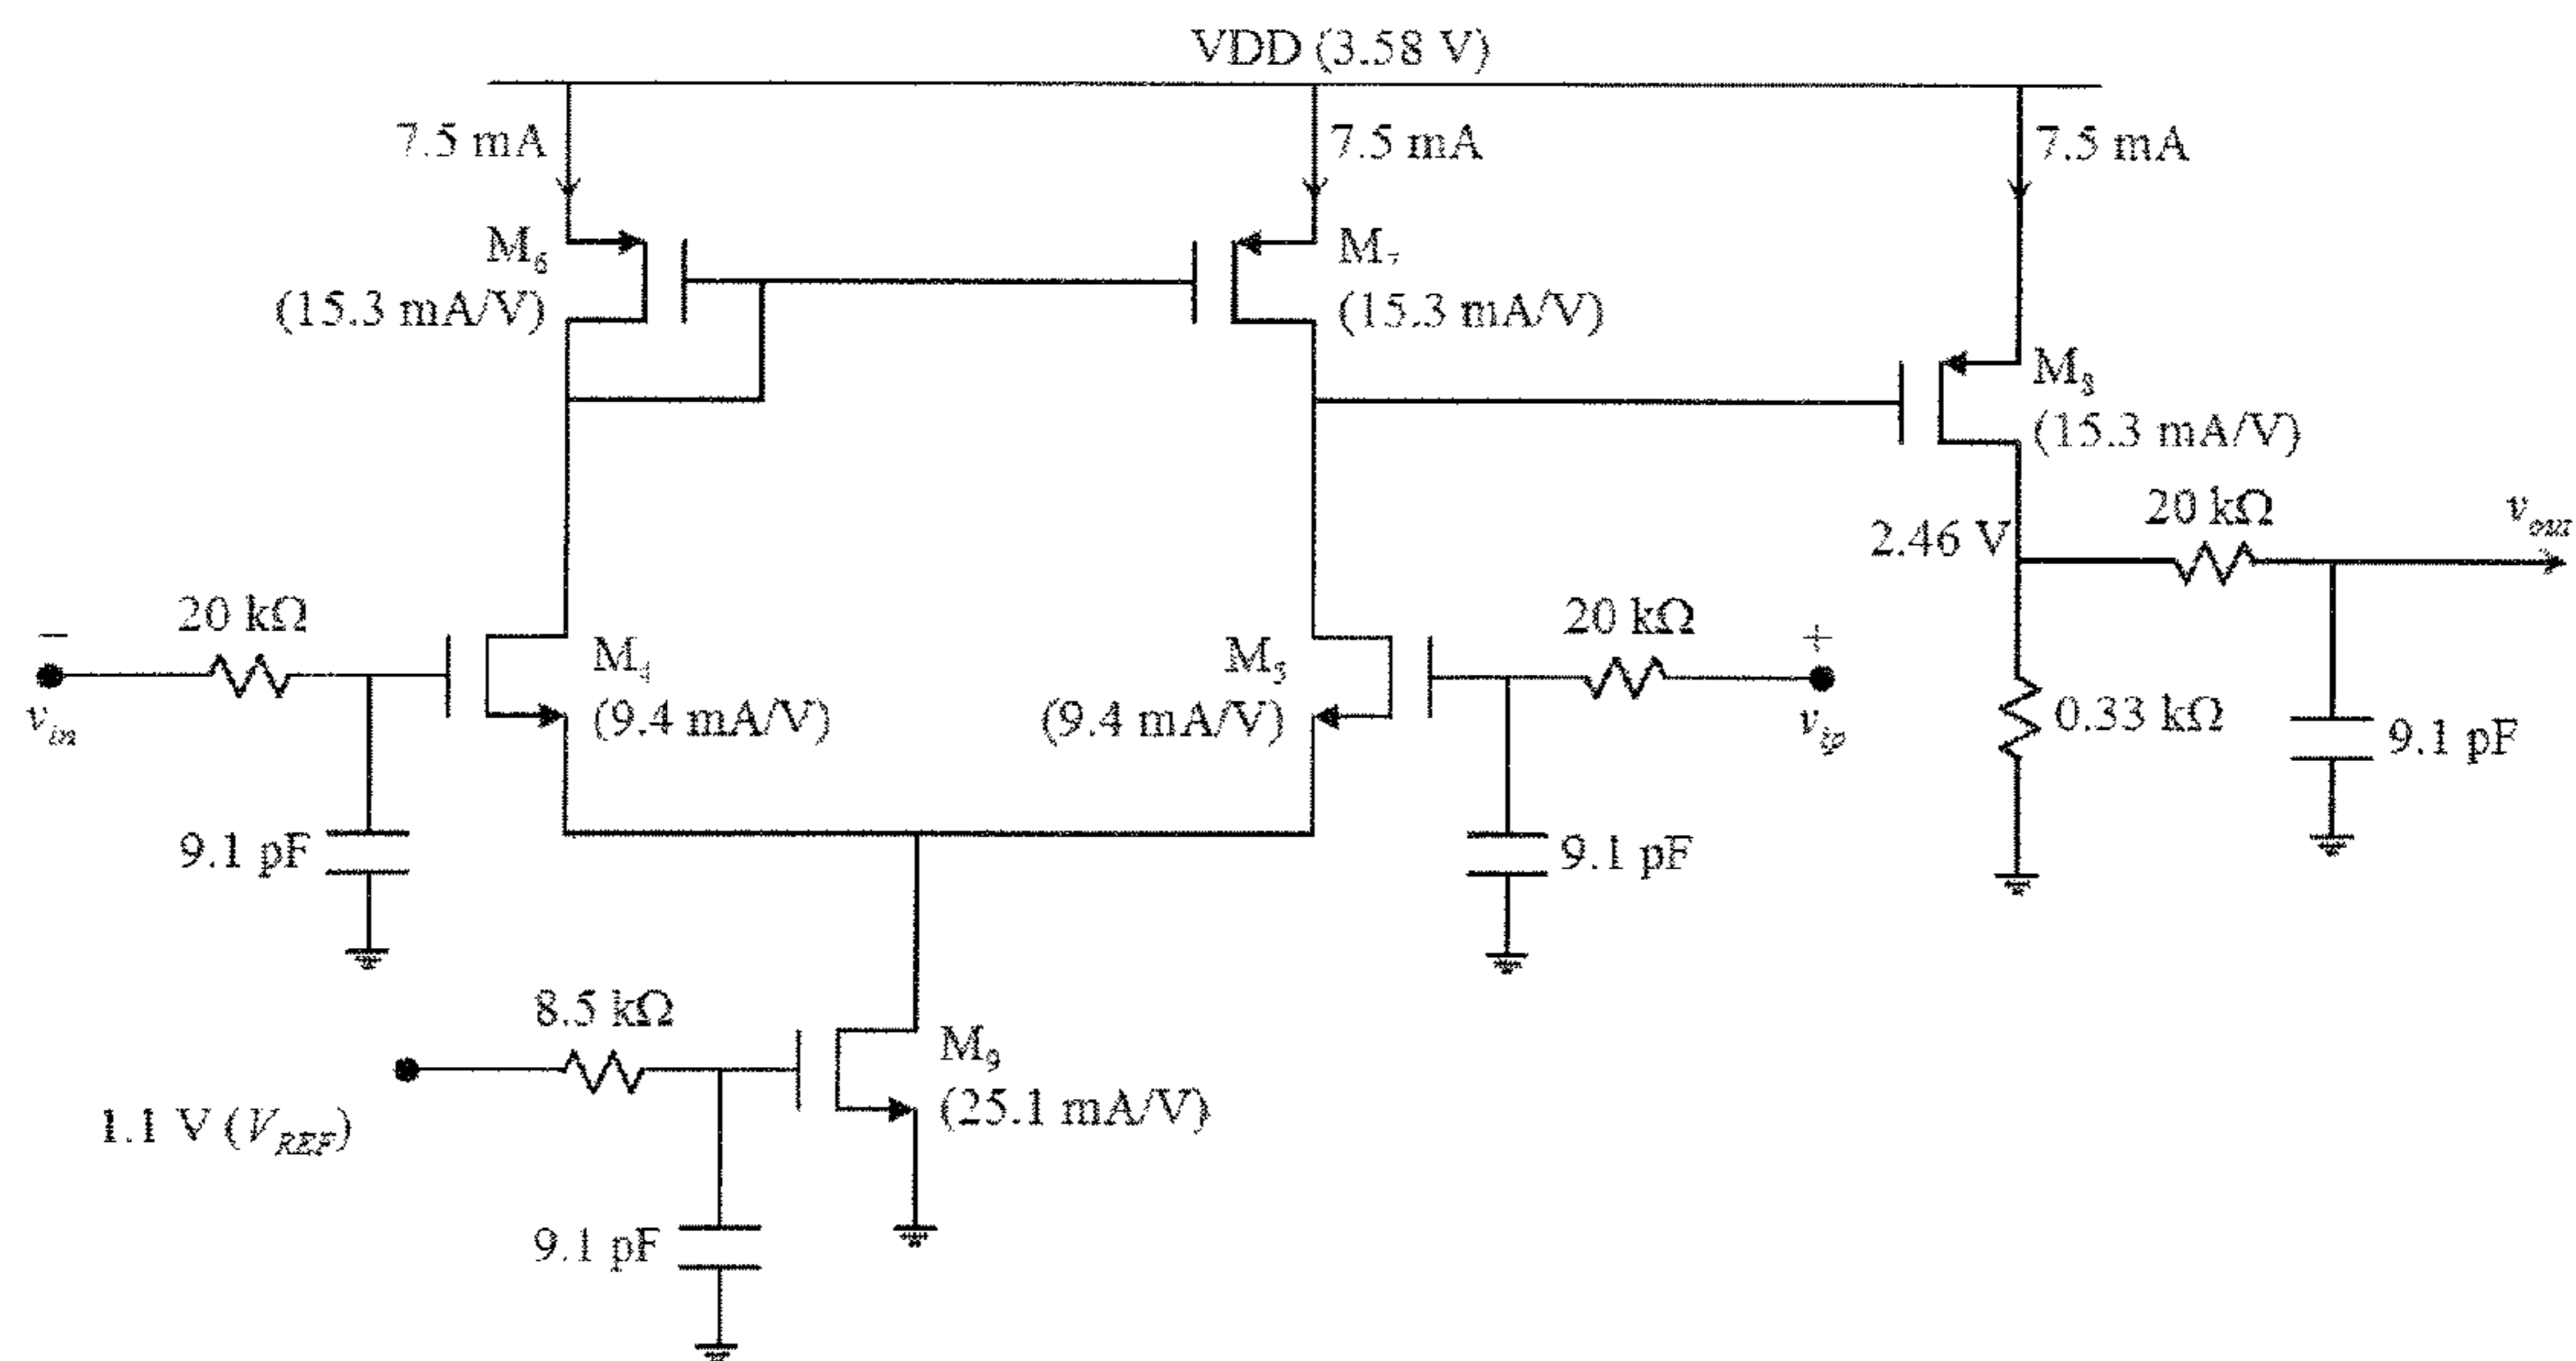 VDD (3.58 V)
7.5 mA
7.5 mA
7.5 mA
M6
(15.3 mA/V)
M7
(15.3 mA/V)
M8
(15.3 mA/V)
20 kΩ
vout
2.46 V
20 kΩ
20 kΩ
−
+
M4
(9.4 mA/V)
M5
(9.4 mA/V)
vin
vip
0.33 kΩ
9.1 pF
9.1 pF
9.1 pF
8.5 kΩ
M9
(25.1 mA/V)
1.1 V (VREF)
9.1 pF